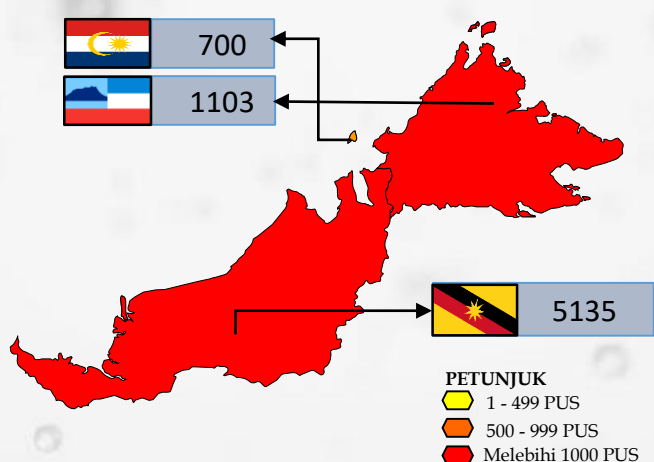 700
1103
5135
PETUNJUK
1 - 499 PUS
500 - 999 PUS
Melebihi 1000 PUS